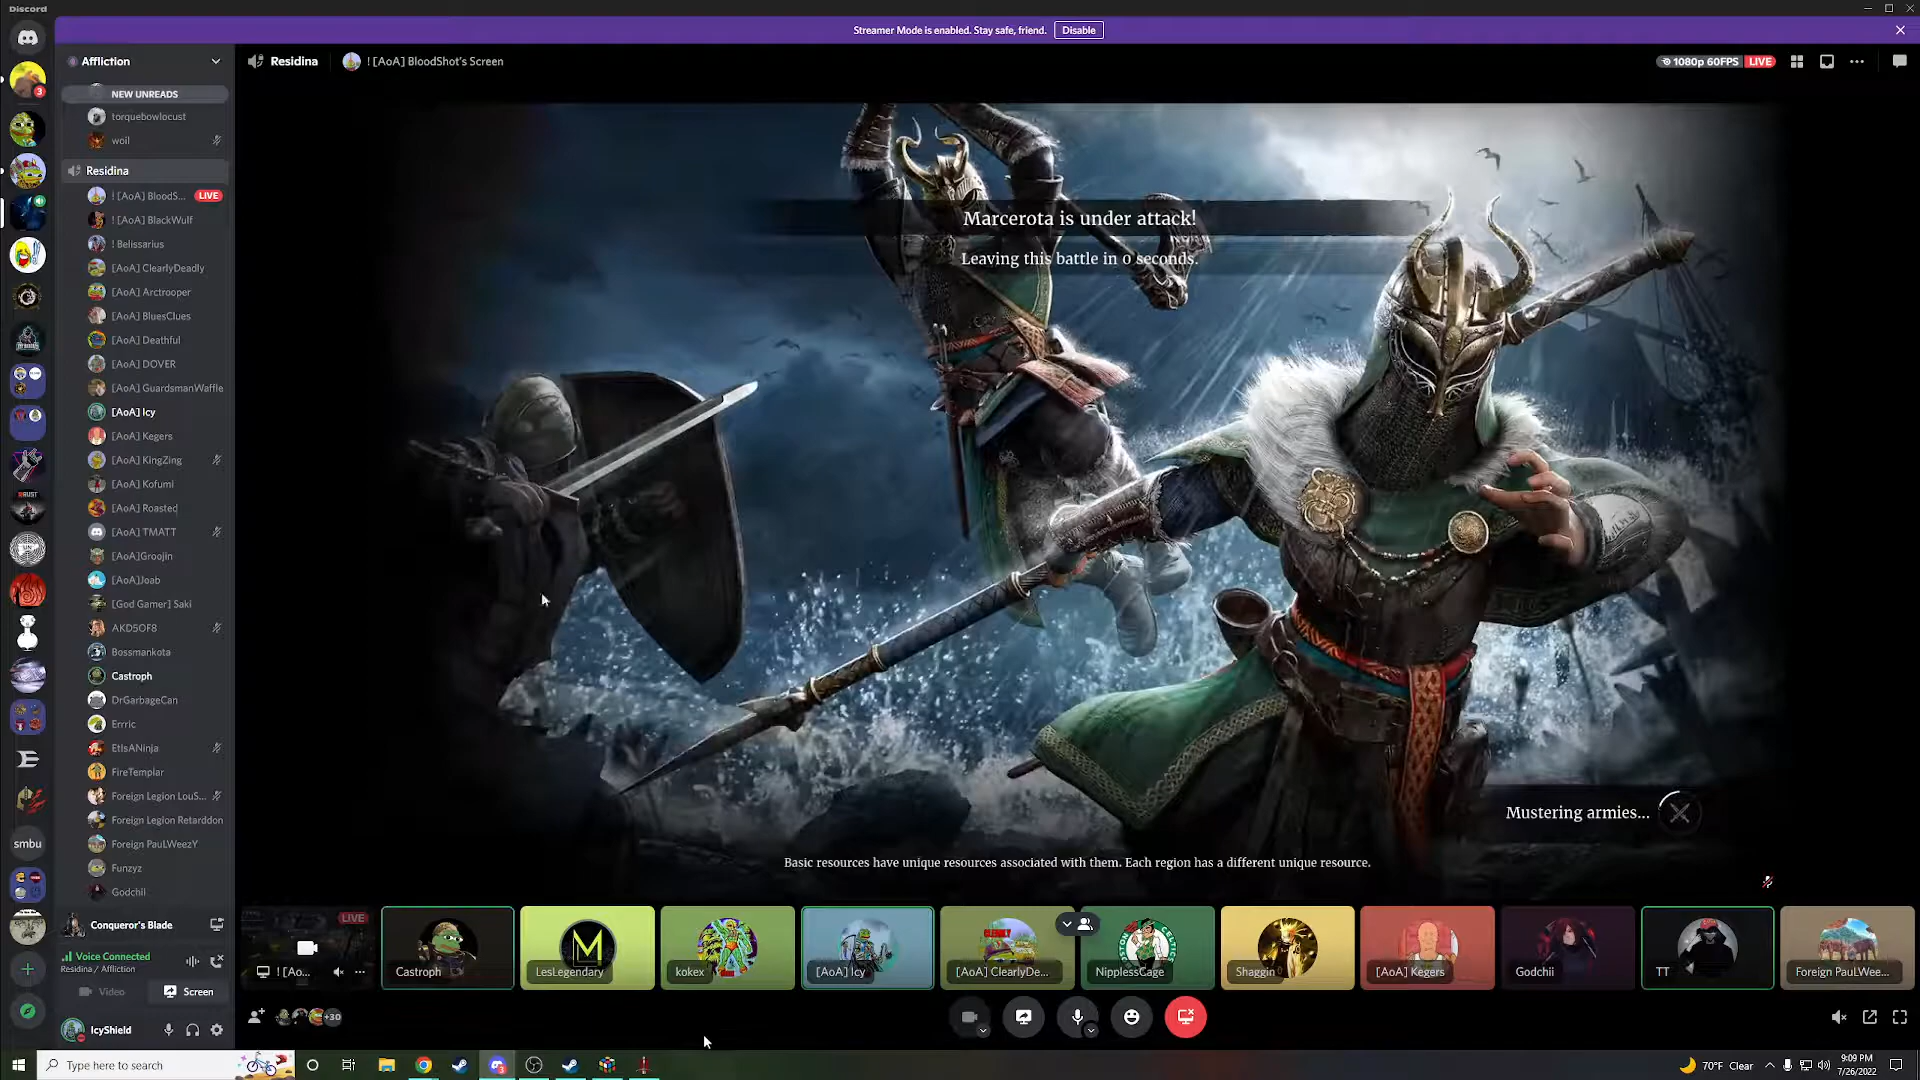 Discord
Streamer Mode is enabled. Stay safe, friend.
Disable
Affliction
NEW UNREADS
torquebowlocust
woil
Residina
! [AoA] BloodS...
LIVE
! [AoA] BlackWulf
! Belissarius
[AoA] ClearlyDeadly
[AoA] Arctrooper
[AoA] BluesClues
[AoA] Deathful
[AoA] DOVER
[AoA] GuardsmanWaffle
[AoA] Icy
[AoA] Kegers
[AoA] KingZing
[AoA] Kofumi
[AoA] Roasted
[AoA] TMATT
[AoA]Groojin
[AoA]Joab
[God Gamer] Saki
AKD5OF8
Bossmankota
Castroph
DrGarbageCan
Errric
EtIsANinja
FireTemplar
Foreign Legion LouS...
Foreign Legion Retarddon
Foreign PauLWeezY
Funzyz
Godchii
smbu
3
Conqueror's Blade
Voice Connected
Residina / Affliction
Video
Screen
IcyShield
Residina
! [AoA] BloodShot's Screen
1080p 60FPS
LIVE
Marcerota is under attack!
Leaving this battle in 0 seconds.
Mustering armies...
Basic resources have unique resources associated with them. Each region has a different unique resource.
LIVE
! [Ao...
Castroph
M
LesLegendary
kokex
[AoA] Icy
CLEARLY
[AoA] ClearlyDe...
NipplessCage
Shaggin
[AoA] Kegers
Godchii
TT
Foreign PauLWee...
+30
Type here to search
70°F Clear
9:09 PM
7/26/2022